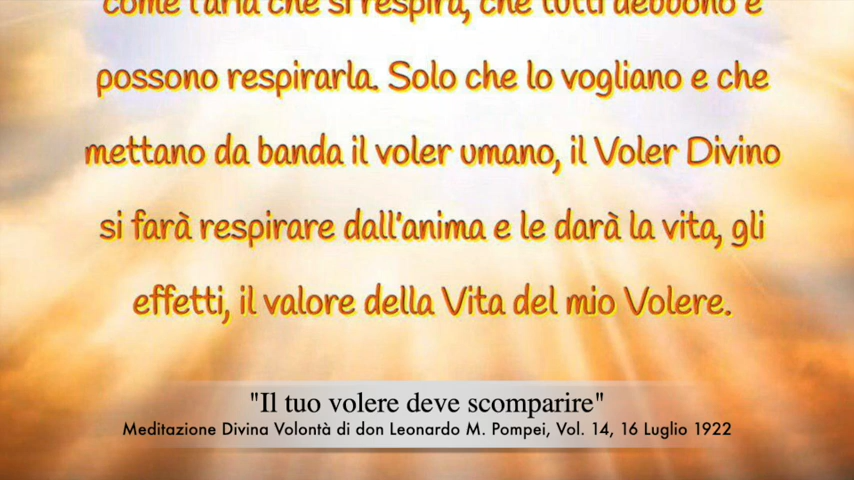 come l'aria che si respira, che tutti debbono e
possono respirarla. Solo che lo vogliano e che
mettano da banda il voler umano, il Voler Divino
si farà respirare dall'anima e le darà la vita, gli
effetti, il valore della Vita del mio Volere.
"Il tuo volere deve scomparire"
Meditazione Divina Volontà di don Leonardo M. Pompei, Vol. 14, 16 Luglio 1922